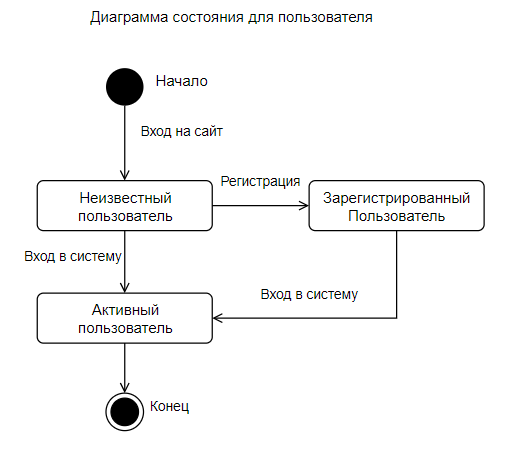 Диаграмма состояния для пользователя
Начало
Вход на сайт
Неизвестный
пользователь
Регистрация
Зарегистрированный
Пользователь
Вход в систему
Вход в систему
Активный
пользователь
Конец